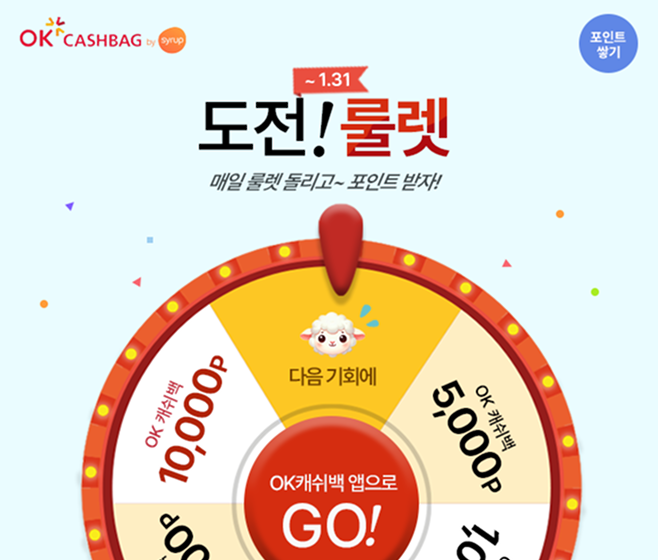 OK CASHBAG by syrup
포인트
쌓기
~ 1.31
도전! 룰렛
매일 룰렛 돌리고~ 포인트 받자!
다음 기회에
OK 캐쉬백
10,000P
OK 캐쉬백
5,000P
OK캐쉬백 앱으로
GO!